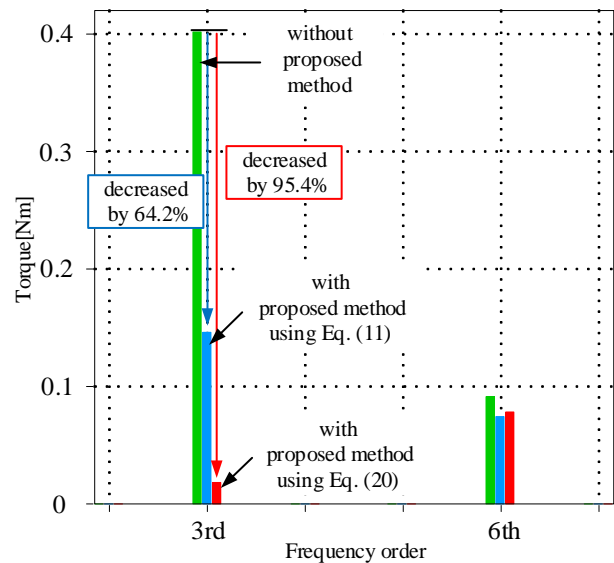 0.4
0.3
0.2
0.1
0
Torque[Nm]
without
proposed
method
decreased
by 64.2%
decreased
by 95.4%
with
proposed method
using Eq. (11)
with
proposed method
using Eq. (20)
3rd
6th
Frequency order